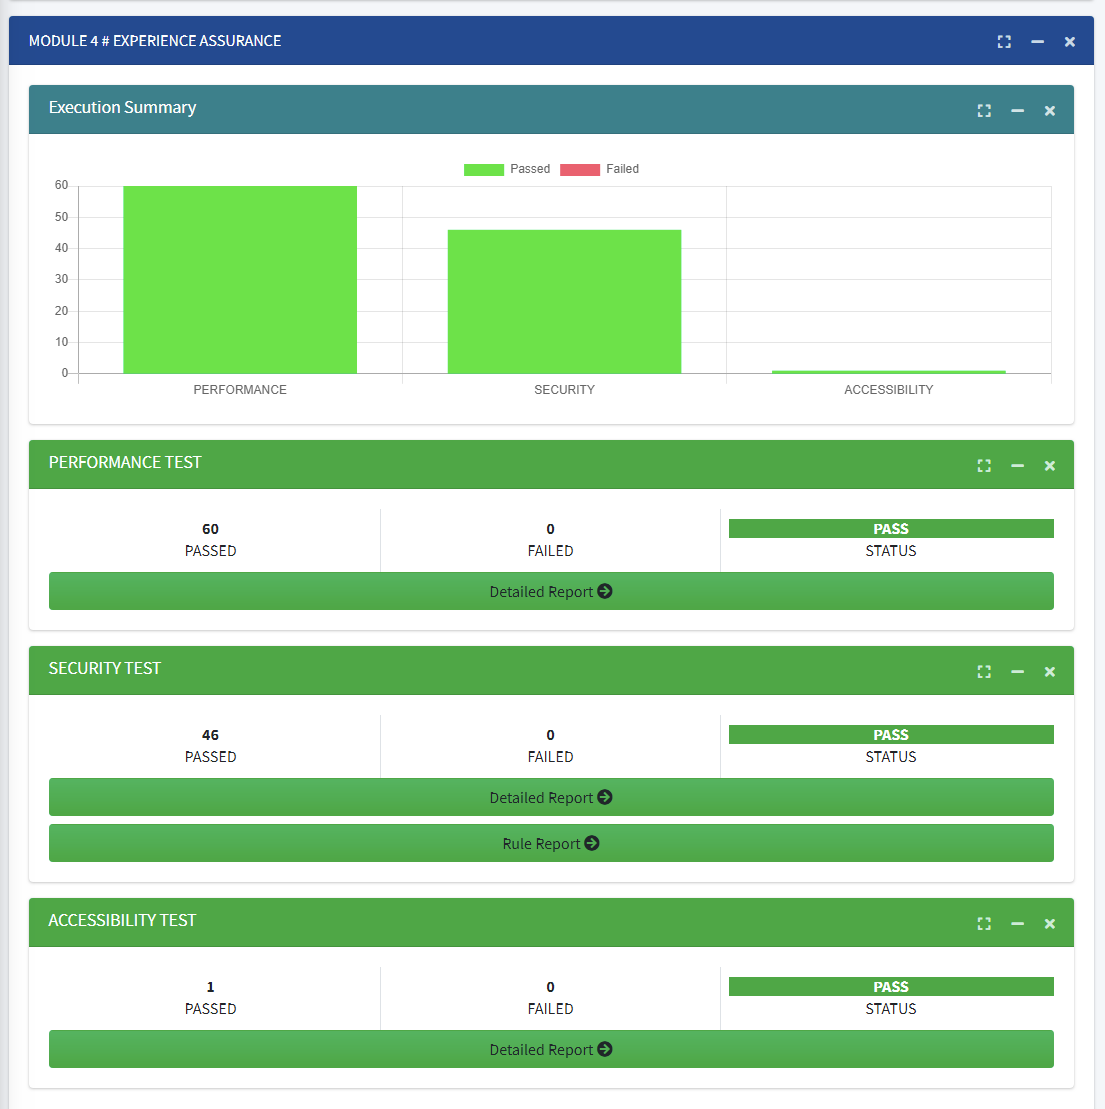 MODULE 4 # EXPERIENCE ASSURANCE
Execution Summary
Passed Failed
60
50
40
30
20
10
0
PERFORMANCE SECURITY ACCESSIBILITY
PERFORMANCE TEST
60 0 PASS
PASSED FAILED STATUS
Detailed Report
SECURITY TEST
46 0 PASS
PASSED FAILED STATUS
Detailed Report
Rule Report
ACCESSIBILITY TEST
1 0 PASS
PASSED FAILED STATUS
Detailed Report